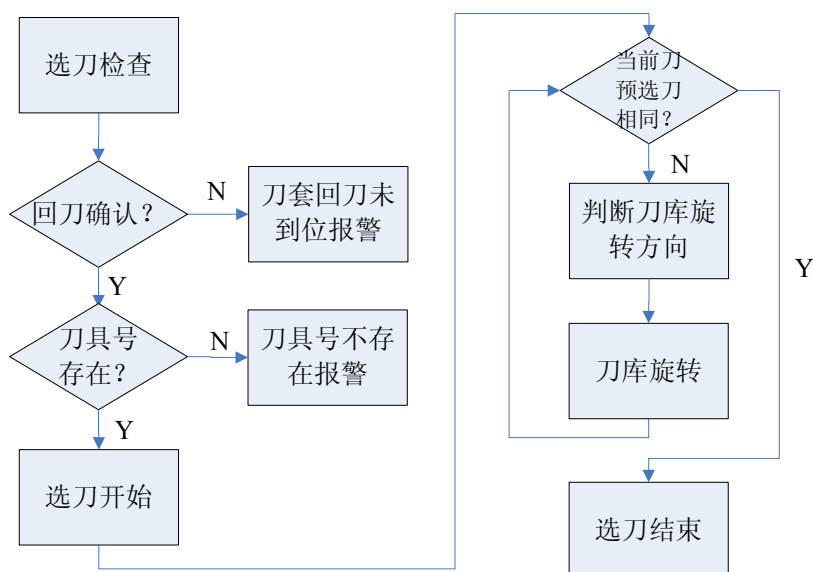 选刀检查
回刀确认？
N
刀套回刀未
到位报警
Y
刀具号
存在？
N
刀具号不存
在报警
Y
选刀开始
当前刀
预选刀
相同？
N
判断刀库旋
转方向
Y
刀库旋转
选刀结束